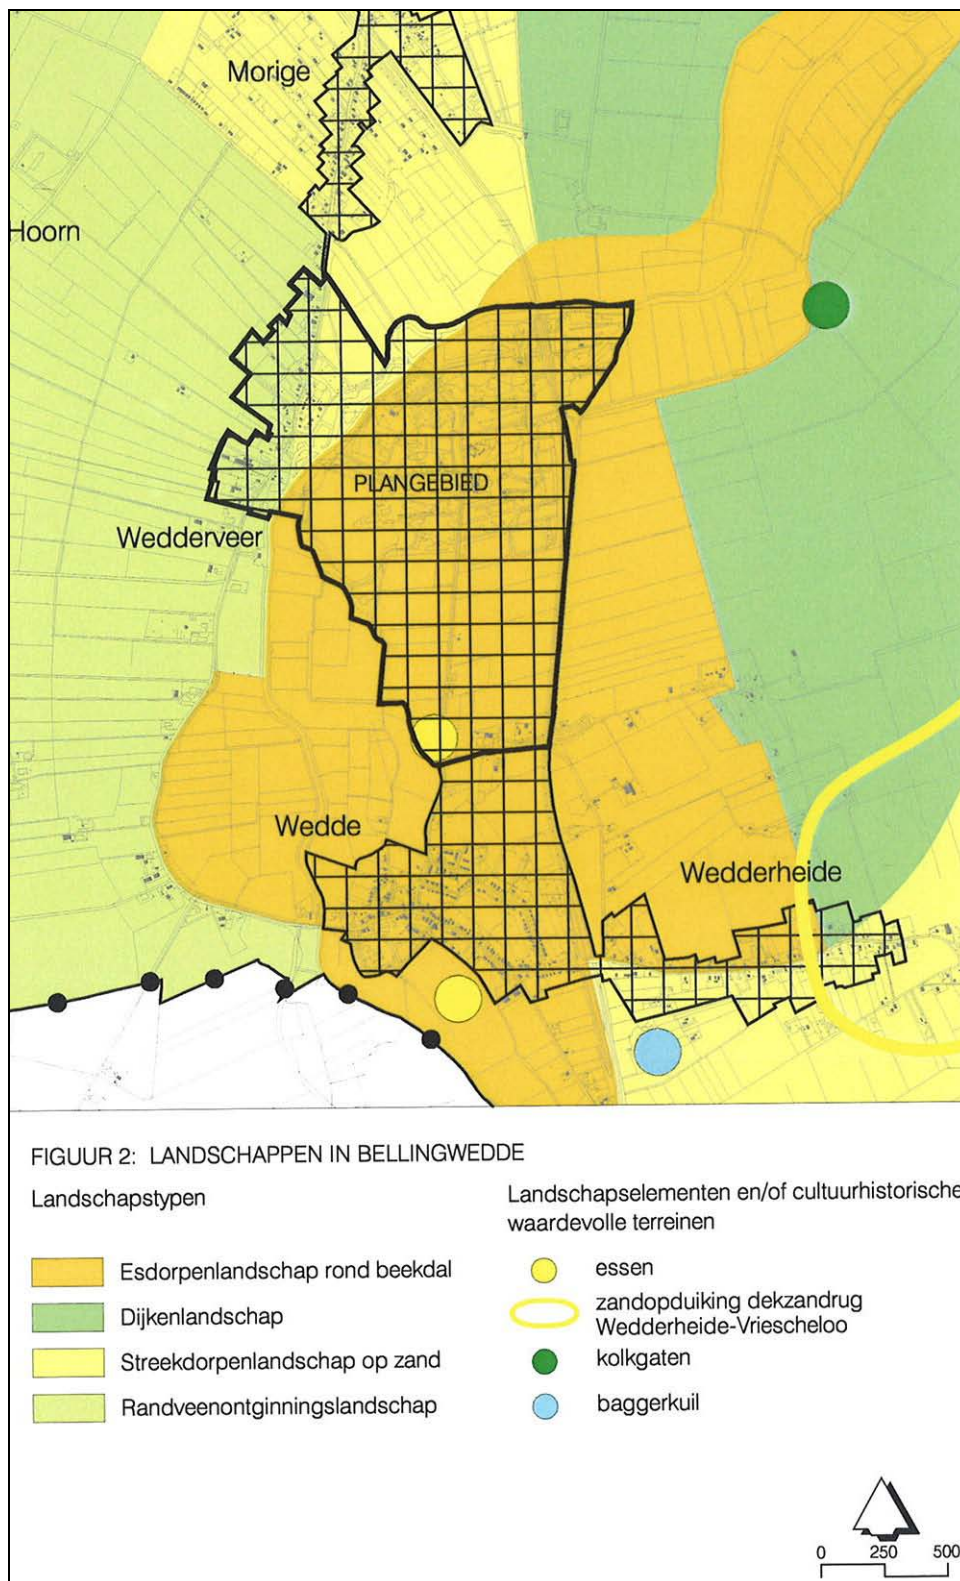 Morige
Hoorn
PLANGEBIED
Wedderveer
Wedde
Wedderheide
FIGUUR 2: LANDSCHAPPEN IN BELLINGWEDDE
Landschapstypen
Esdorpenlandschap rond beekdal
Dijkenlandschap
Streekdorpenlandschap op zand
Randveenontginningslandschap
Landschapselementen en/of cultuurhistorische
waardevolle terreinen
essen
zandopduiking dekzandrug
Wedderheide-Vriescheloo
kolkgaten
baggerkuil
0 250 500